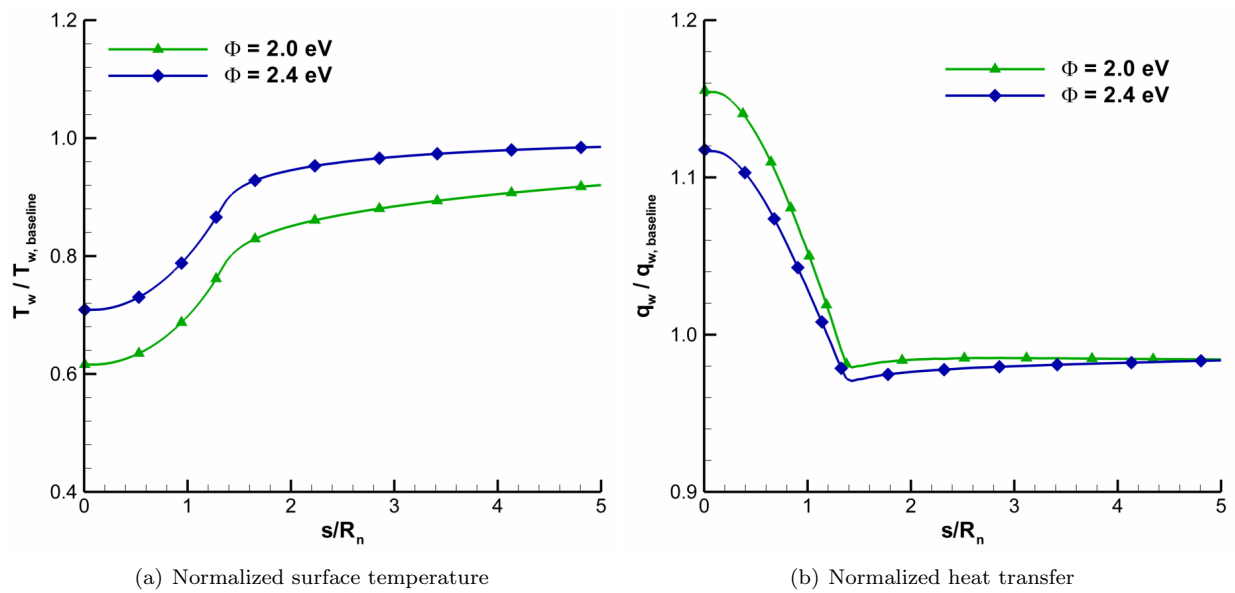 1.2
1.0
0.8
0.6
0.4
T_w / T_w, baseline
Φ = 2.0 eV
Φ = 2.4 eV
0 1 2 3 4 5
s/R_n
(a) Normalized surface temperature
1.2
1.1
1.0
0.9
q_w / q_w, baseline
Φ = 2.0 eV
Φ = 2.4 eV
0 1 2 3 4 5
s/R_n
(b) Normalized heat transfer